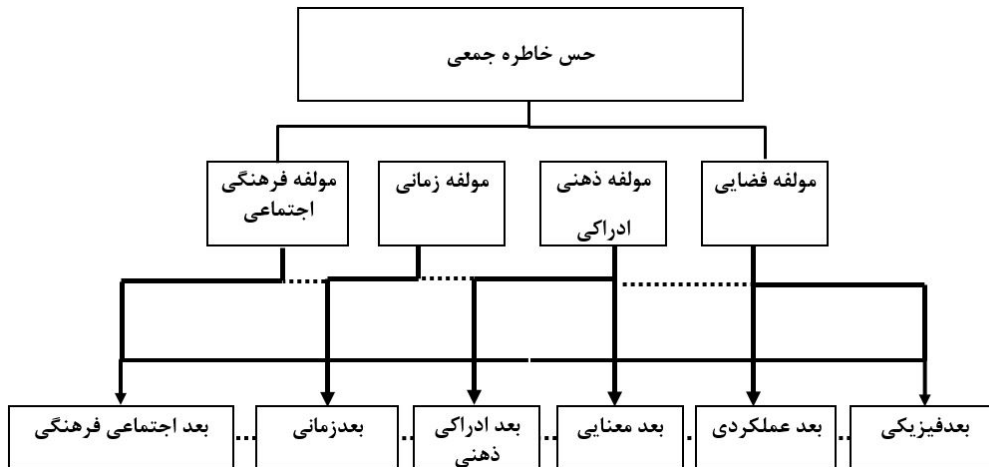 حس خاطره جمعی
مولفه فضایی
مولفه ذهنی
ادراکی
مولفه زمانی
مولفه فرهنگی
اجتماعی
بعدفیزیکی
بعد عملکردی
بعد معنایی
بعد ادراکی
ذهنی
بعدزمانی
بعد اجتماعی فرهنگی